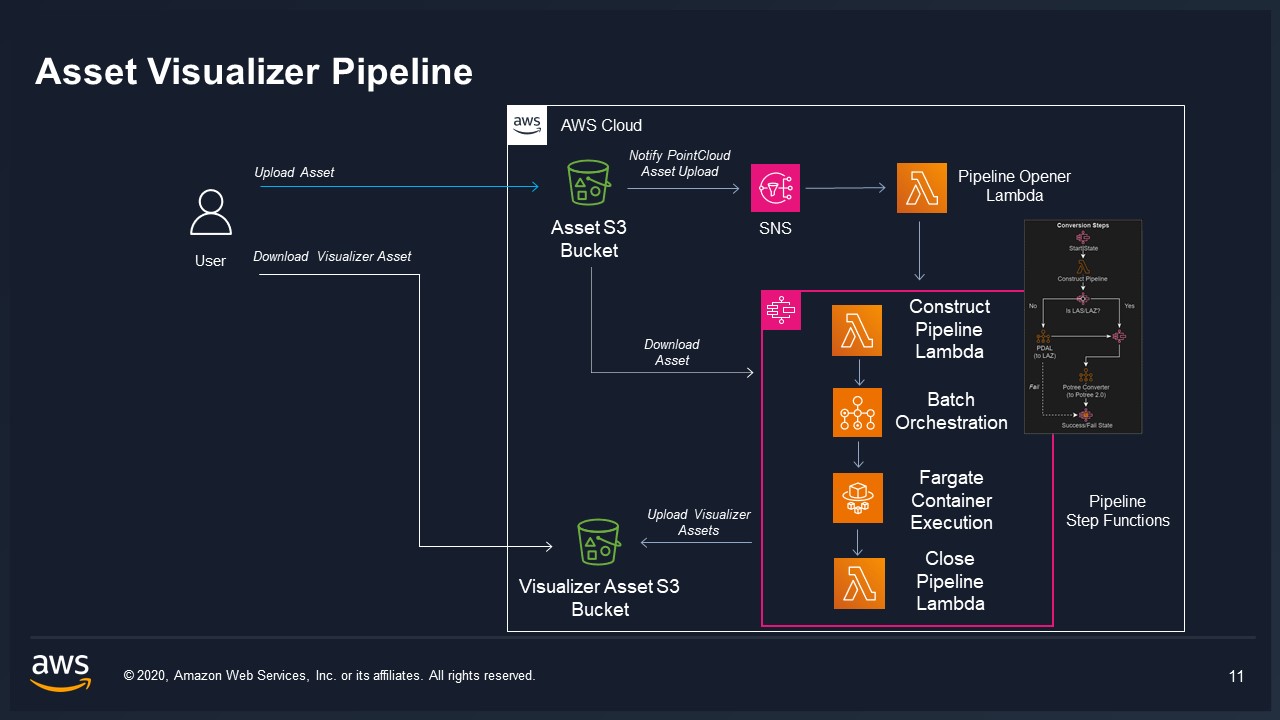 Asset Visualizer Pipeline
aws
AWS Cloud
Upload Asset
Notify PointCloud
Asset Upload
Pipeline Opener
Lambda
Asset S3
Bucket
SNS
User
Download Visualizer Asset
Conversion Steps
Start State
Construct Pipeline
No
Yes
Is LAS/LAZ?
PDAL
(to LAZ)
Potree Converter
(to Potree 2.0)
Fail
Success/Fail State
Construct
Pipeline
Lambda
Download
Asset
Batch
Orchestration
Fargate
Container
Execution
Pipeline
Step Functions
Upload Visualizer
Assets
Close
Pipeline
Lambda
Visualizer Asset S3
Bucket
aws
© 2020, Amazon Web Services, Inc. or its affiliates. All rights reserved.
11